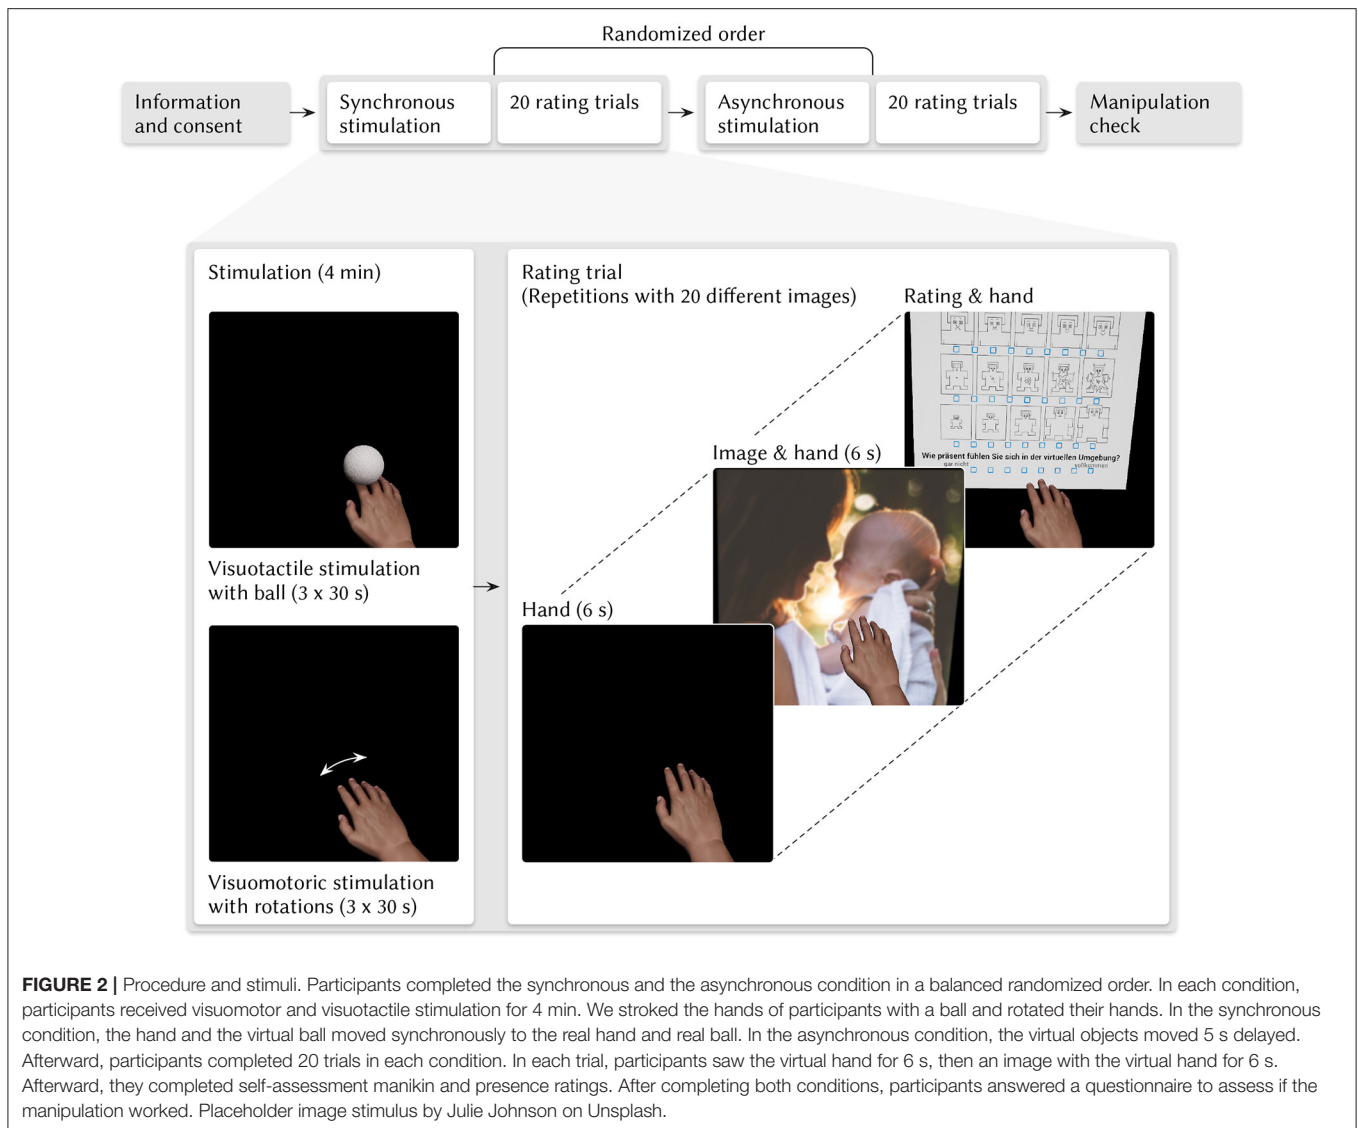 Randomized order
Information
and consent
Synchronous
stimulation
20 rating trials
Asynchronous
stimulation
20 rating trials
Manipulation
check
Stimulation (4 min)
Visuotactile stimulation
with ball (3 x 30 s)
Visuomotoric stimulation
with rotations (3 x 30 s)
Rating trial
(Repetitions with 20 different images)
Rating & hand
Wie präsent fühlen Sie sich in der virtuellen Umgebung?
gar nicht
vollkommen
Image & hand (6 s)
Hand (6 s)
FIGURE 2 | Procedure and stimuli. Participants completed the synchronous and the asynchronous condition in a balanced randomized order. In each condition,
participants received visuomotor and visuotactile stimulation for 4 min. We stroked the hands of participants with a ball and rotated their hands. In the synchronous
condition, the hand and the virtual ball moved synchronously to the real hand and real ball. In the asynchronous condition, the virtual objects moved 5 s delayed.
Afterward, participants completed 20 trials in each condition. In each trial, participants saw the virtual hand for 6 s, then an image with the virtual hand for 6 s.
Afterward, they completed self-assessment manikin and presence ratings. After completing both conditions, participants answered a questionnaire to assess if the
manipulation worked. Placeholder image stimulus by Julie Johnson on Unsplash.